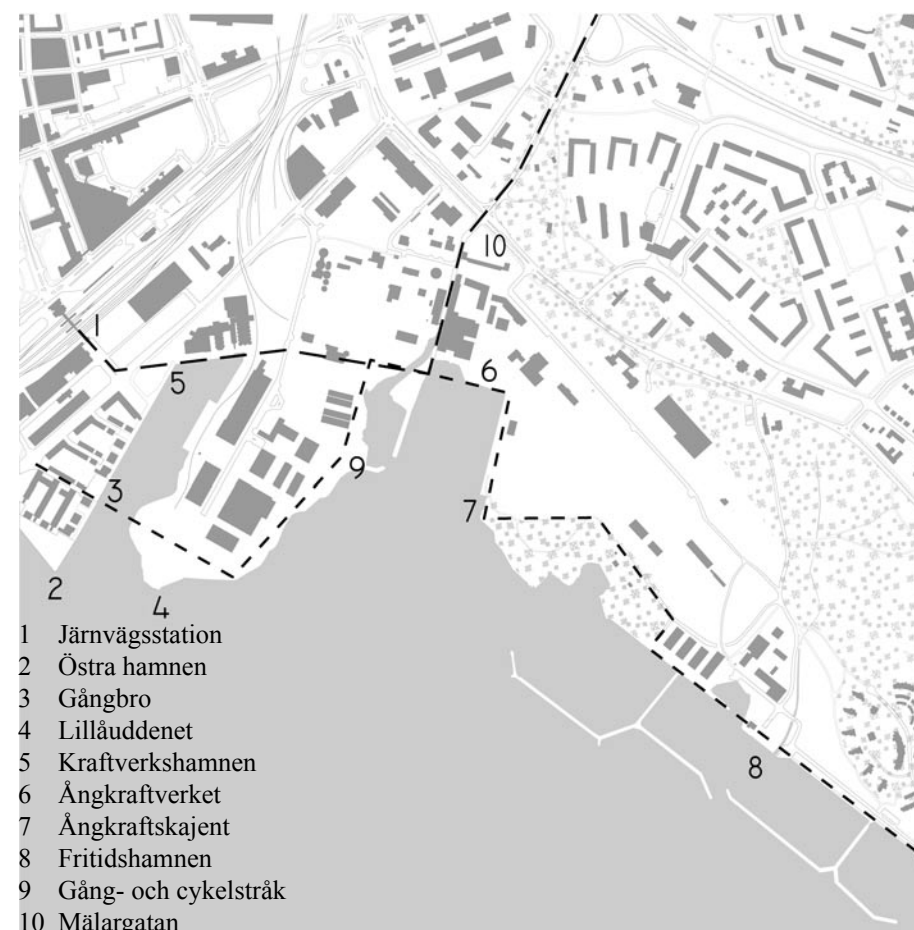 10
1
5
6
9
3
7
2
4
8
1 Järnvägsstation
2 Östra hamnen
3 Gångbro
4 Lillåuddenet
5 Kraftverkshamnen
6 Ångkraftverket
7 Ångkraftskajent
8 Fritidshamnen
9 Gång- och cykelstråk
10 Mälargatan